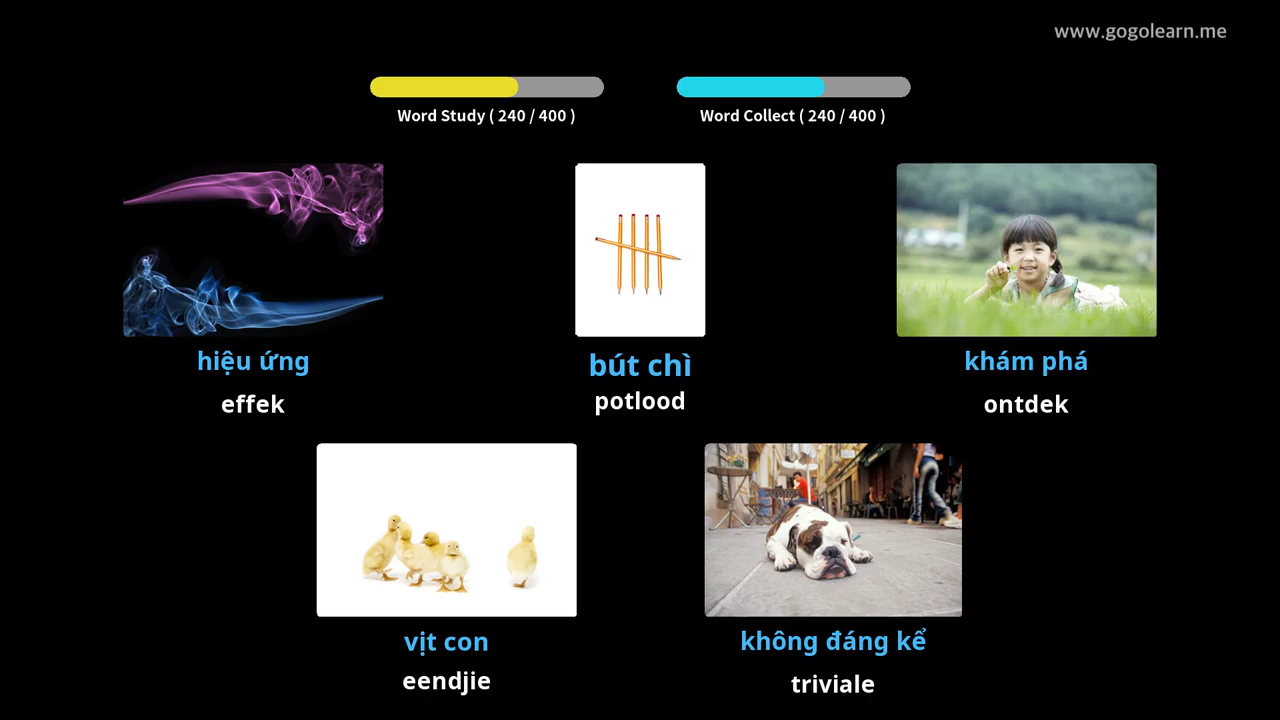 www.gogolearn.me
Word Study ( 240 / 400 )
Word Collect ( 240 / 400 )
hiệu ứng
effek
bút chì
potlood
khám phá
ontdek
vịt con
eendjie
không đáng kể
triviale